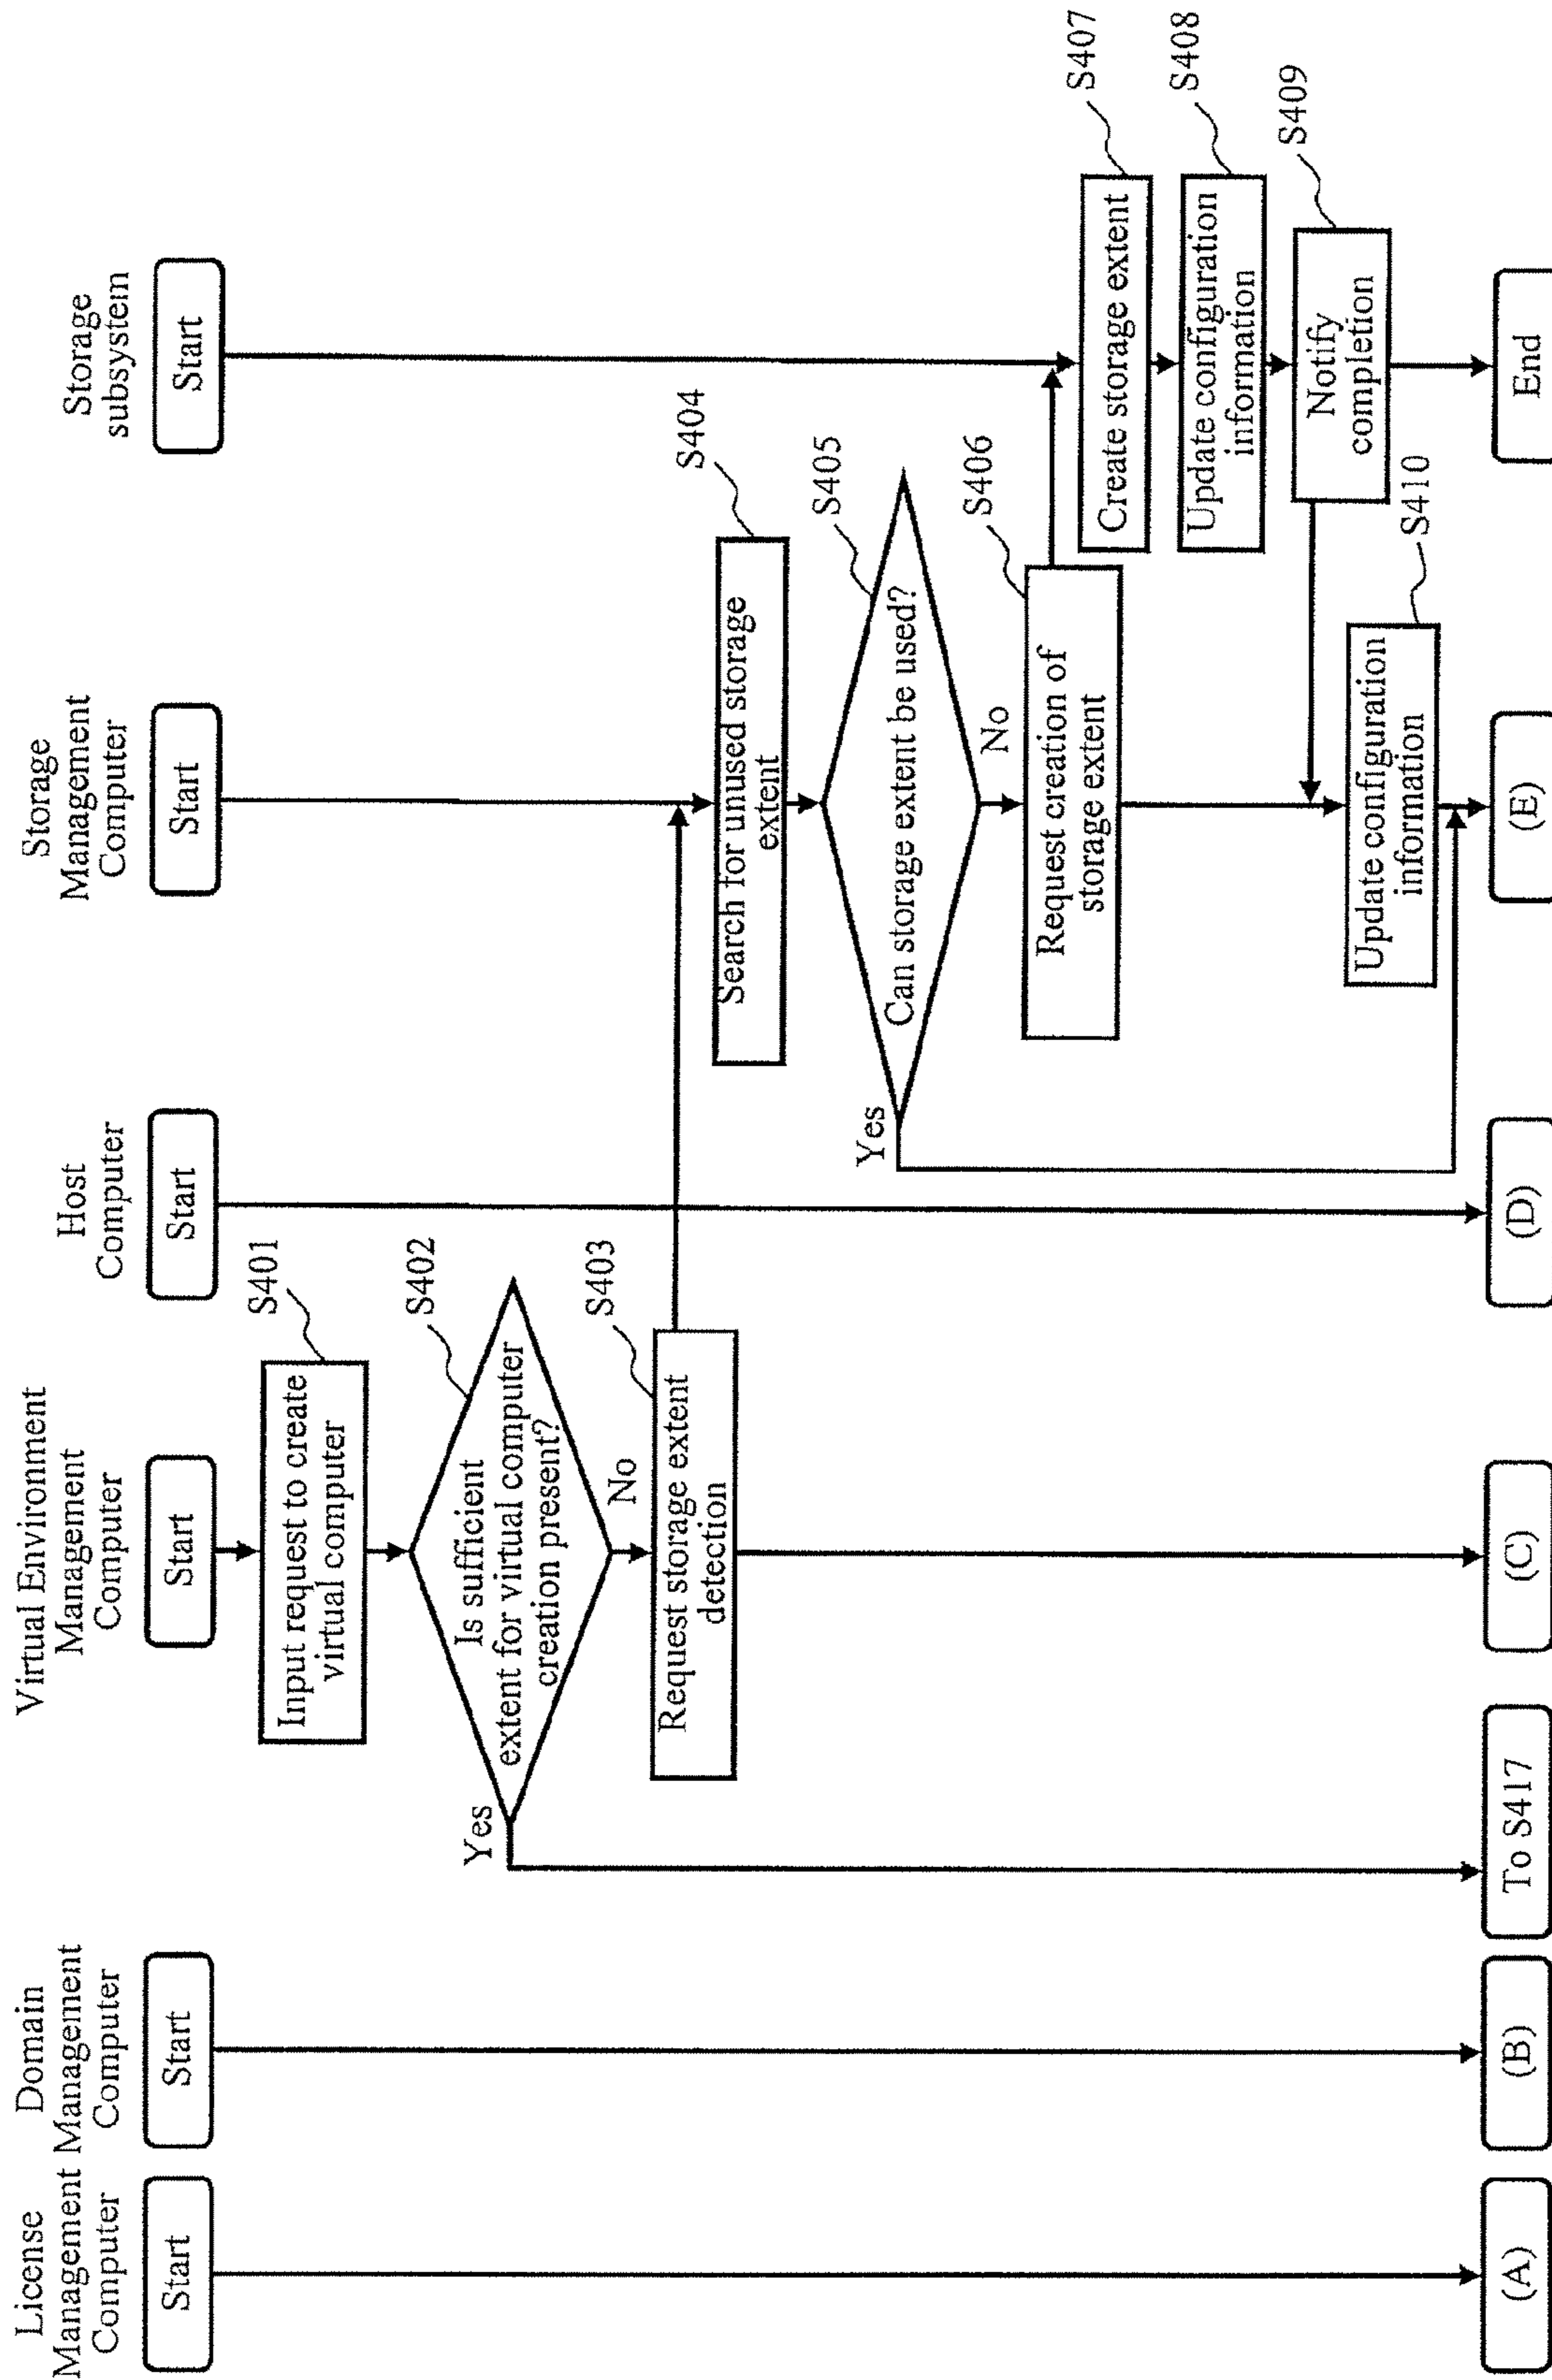 License
Management
Computer
Start
(A)
Domain
Management
Computer
Start
(B)
Virtual Environment
Management
Computer
Start
Input request to create
virtual computer
S401
Is sufficient
extent for virtual computer
creation present?
S402
Yes
No
Request storage extent
detection
S403
To S417
(C)
Host
Computer
Start
(D)
Storage
Management
Computer
Start
Search for unused storage
extent
S404
Can storage extent be used?
S405
Yes
No
Request creation of
storage extent
S406
Update configuration
information
S410
(E)
Storage
subsystem
Start
Create storage extent
S407
Update configuration
information
S408
Notify
completion
S409
End